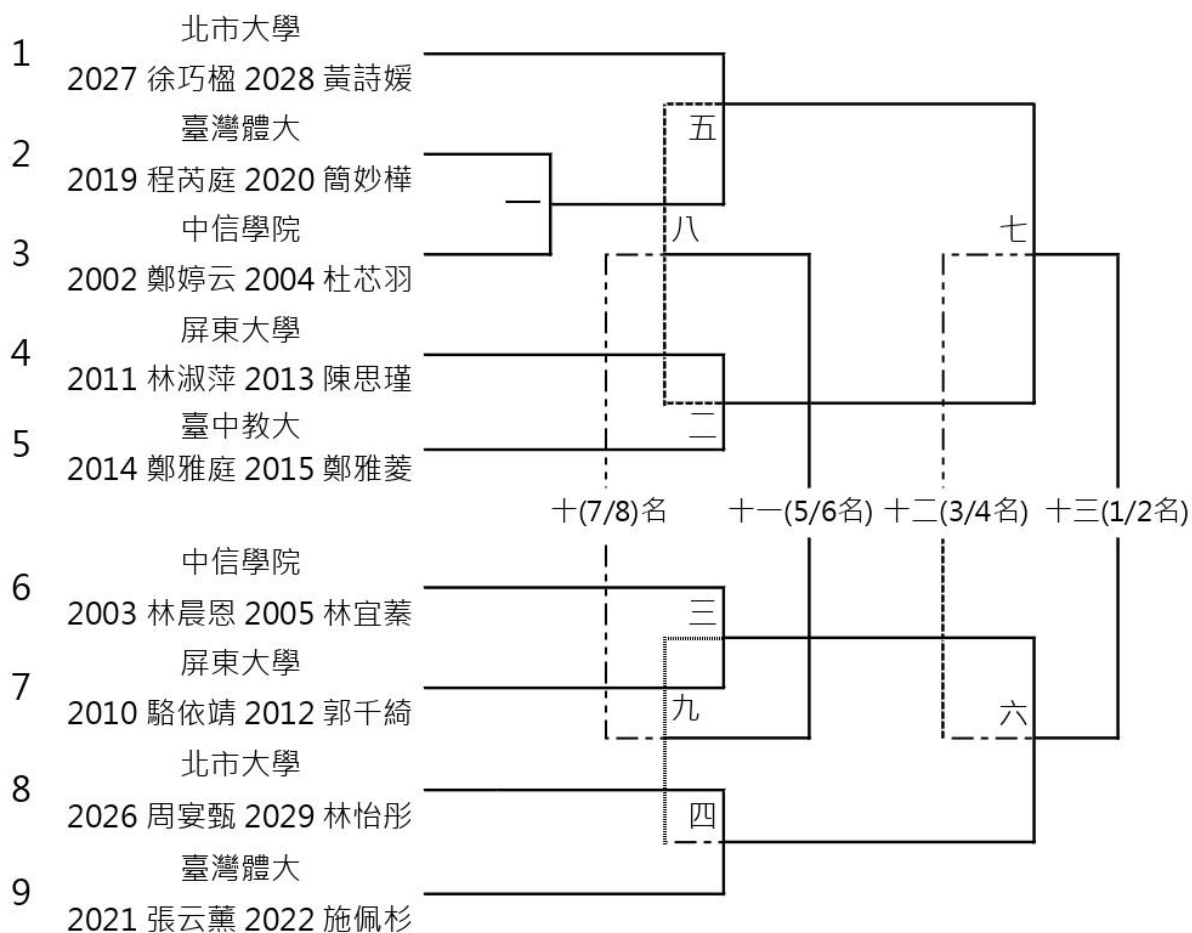 1
北市大學
2027 徐巧楹 2028 黃詩媛
2
臺灣體大
2019 程芮庭 2020 簡妙樺
3
中信學院
2002 鄭婷云 2004 杜芯羽
4
屏東大學
2011 林淑萍 2013 陳思瑾
5
臺中教大
2014 鄭雅庭 2015 鄭雅菱
6
中信學院
2003 林晨恩 2005 林宜蓁
7
屏東大學
2010 駱依靖 2012 郭千綺
8
北市大學
2026 周宴甄 2029 林怡彤
9
臺灣體大
2021 張云薰 2022 施佩杉
一
五
八
七
二
十(7/8)名
十一(5/6名)
十二(3/4名)
十三(1/2名)
三
九
六
四